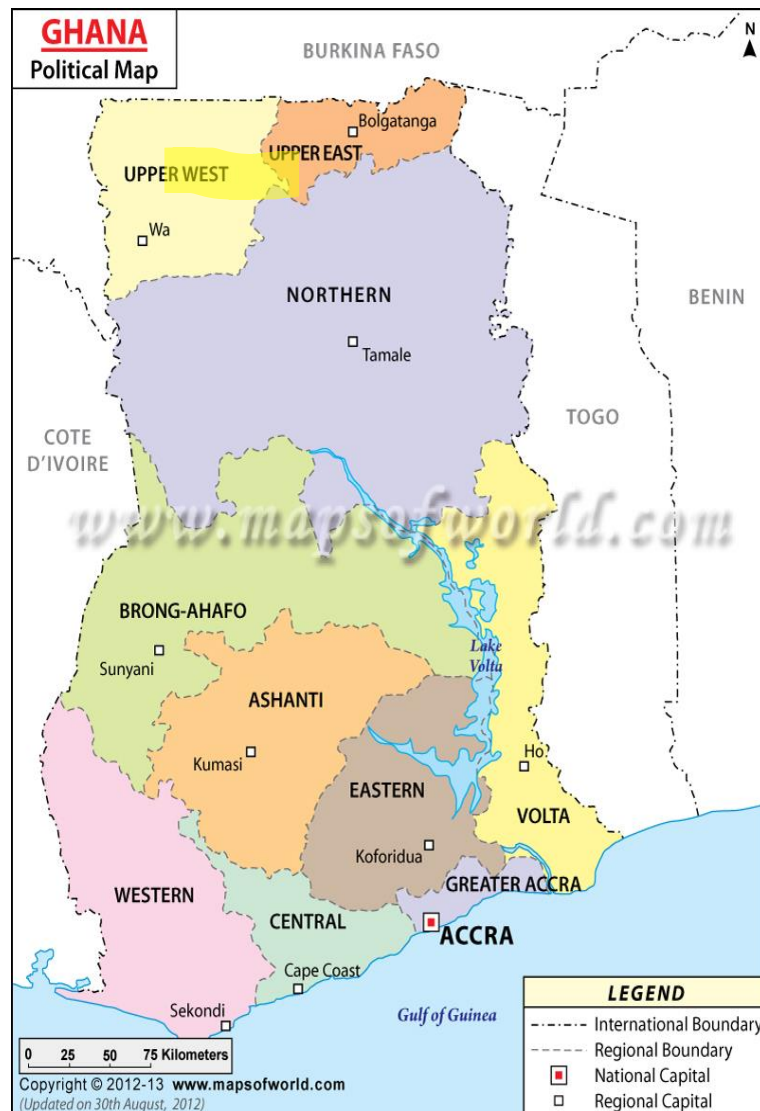 GHANA
Political Map
N
BURKINA FASO
Bolgatanga
UPPER EAST
UPPER WEST
Wa
NORTHERN
BENIN
Tamale
TOGO
COTE
D'IVOIRE
www.mapsofworld.com
BRONG-AHAFO
Sunyani
Lake
Volta
ASHANTI
Kumasi
Ho
EASTERN
VOLTA
Koforidua
WESTERN
GREATER ACCRA
CENTRAL
ACCRA
Cape Coast
Sekondi
Gulf of Guinea
LEGEND
International Boundary
Regional Boundary
National Capital
Regional Capital
0 25 50 75 Kilometers
Copyright © 2012-13 www.mapsofworld.com
(Updated on 30th August, 2012)